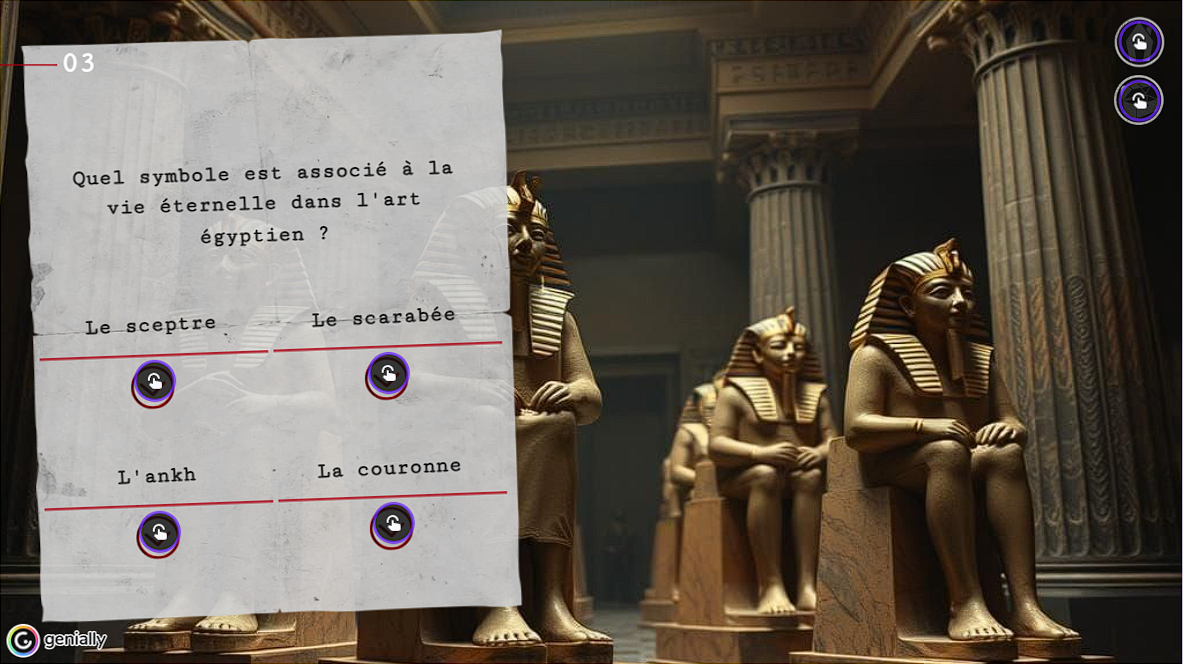 03
Quel symbole est associé à la
vie éternelle dans l'art
égyptien ?
Le sceptre
Le scarabée
L'ankh
La couronne
genially